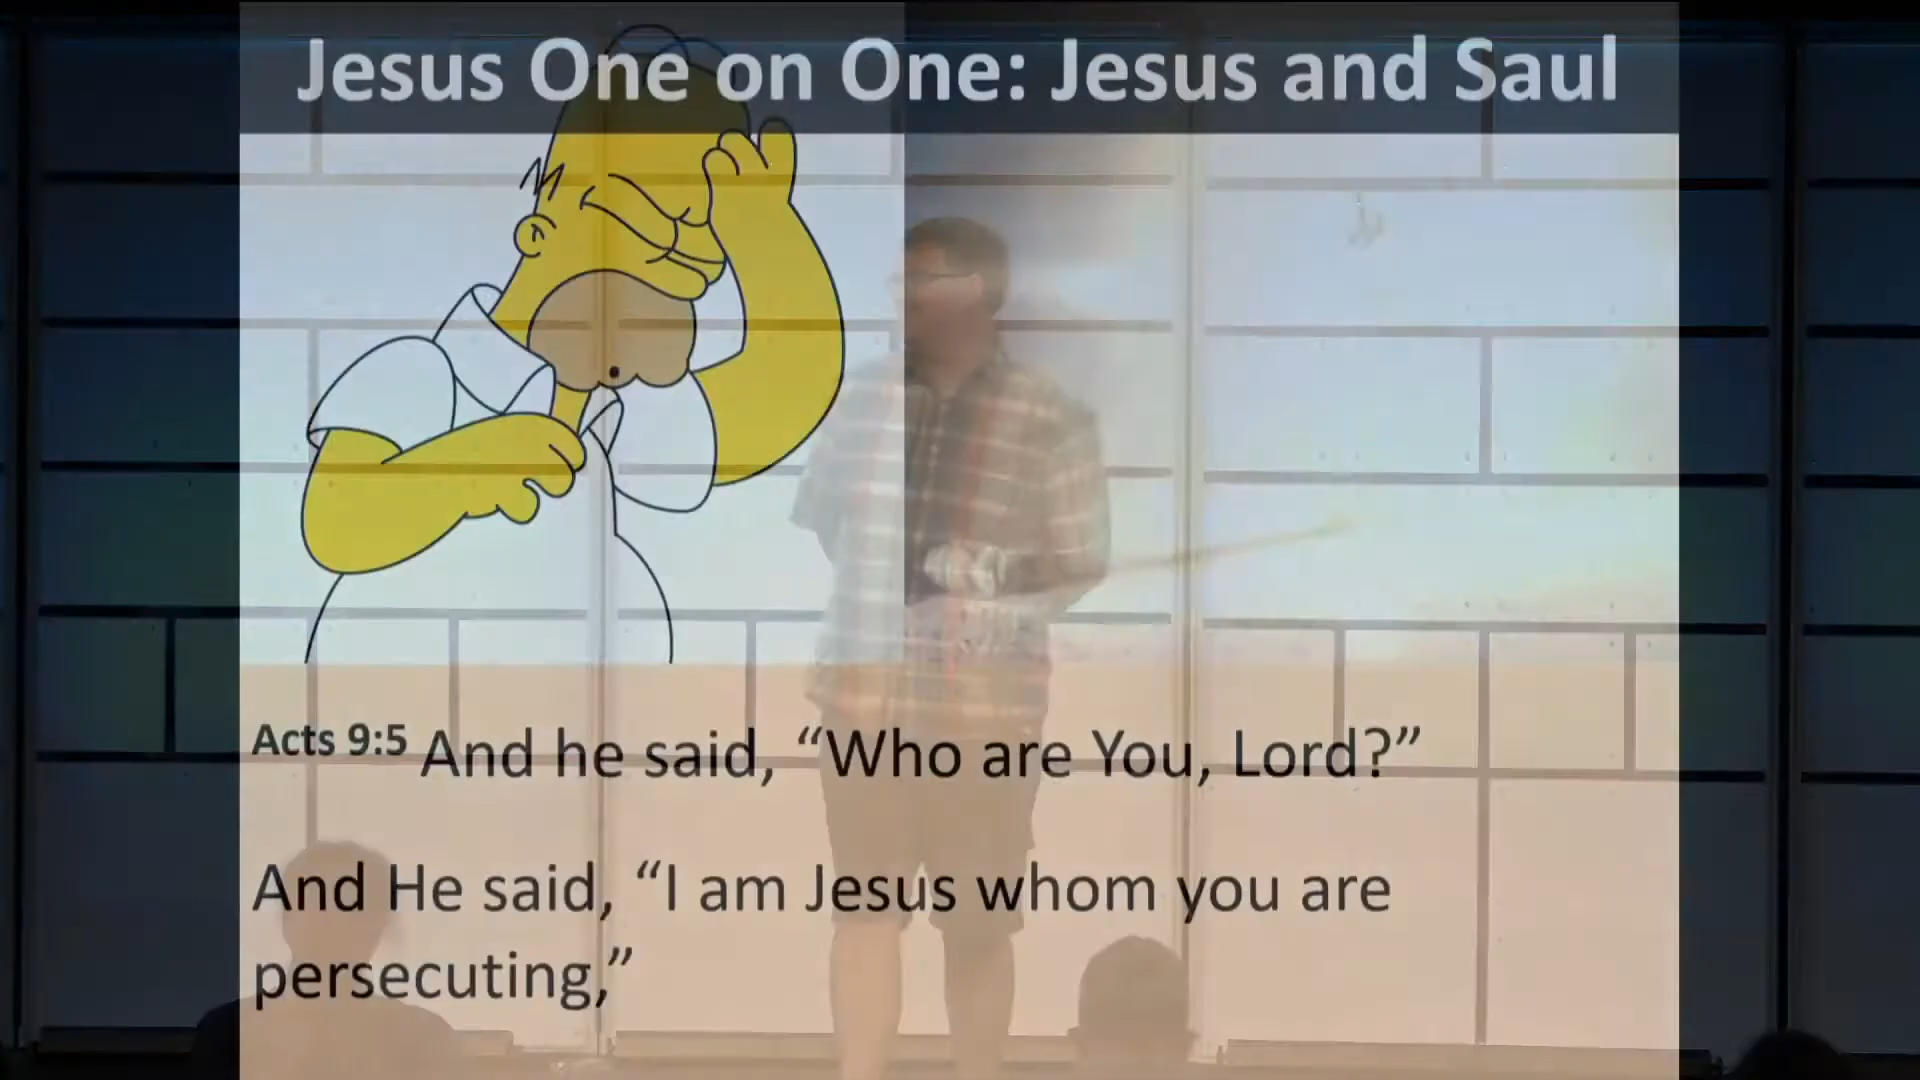 Jesus One on One: Jesus and Saul
Acts 9:5 And he said, “Who are You, Lord?”
And He said, “I am Jesus whom you are
persecuting,”